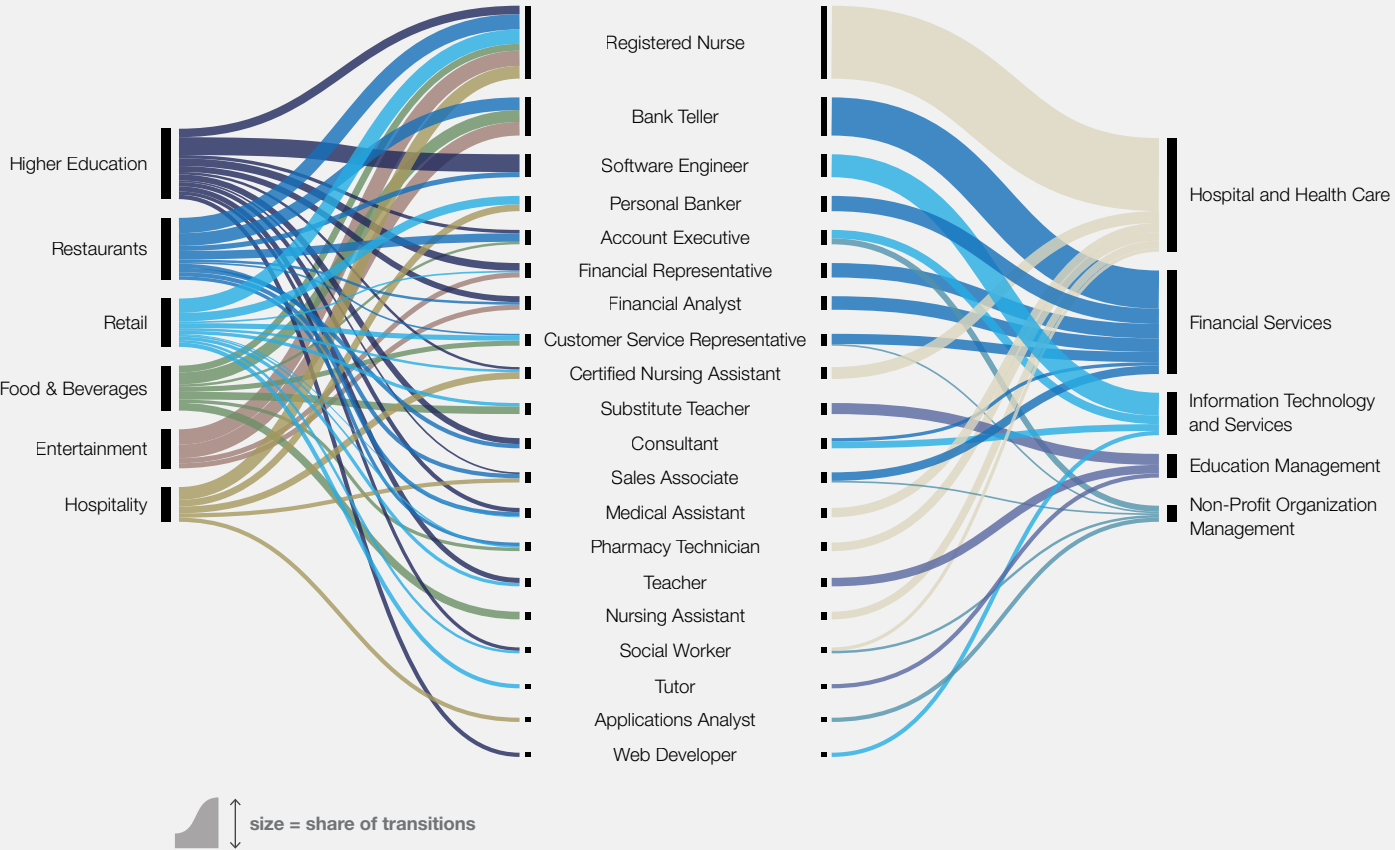 Higher Education
Restaurants
Retail
Food & Beverages
Entertainment
Hospitality
Registered Nurse
Bank Teller
Software Engineer
Personal Banker
Account Executive
Financial Representative
Financial Analyst
Customer Service Representative
Certified Nursing Assistant
Substitute Teacher
Consultant
Sales Associate
Medical Assistant
Pharmacy Technician
Teacher
Nursing Assistant
Social Worker
Tutor
Applications Analyst
Web Developer
Hospital and Health Care
Financial Services
Information Technology
and Services
Education Management
Non-Profit Organization
Management
size = share of transitions